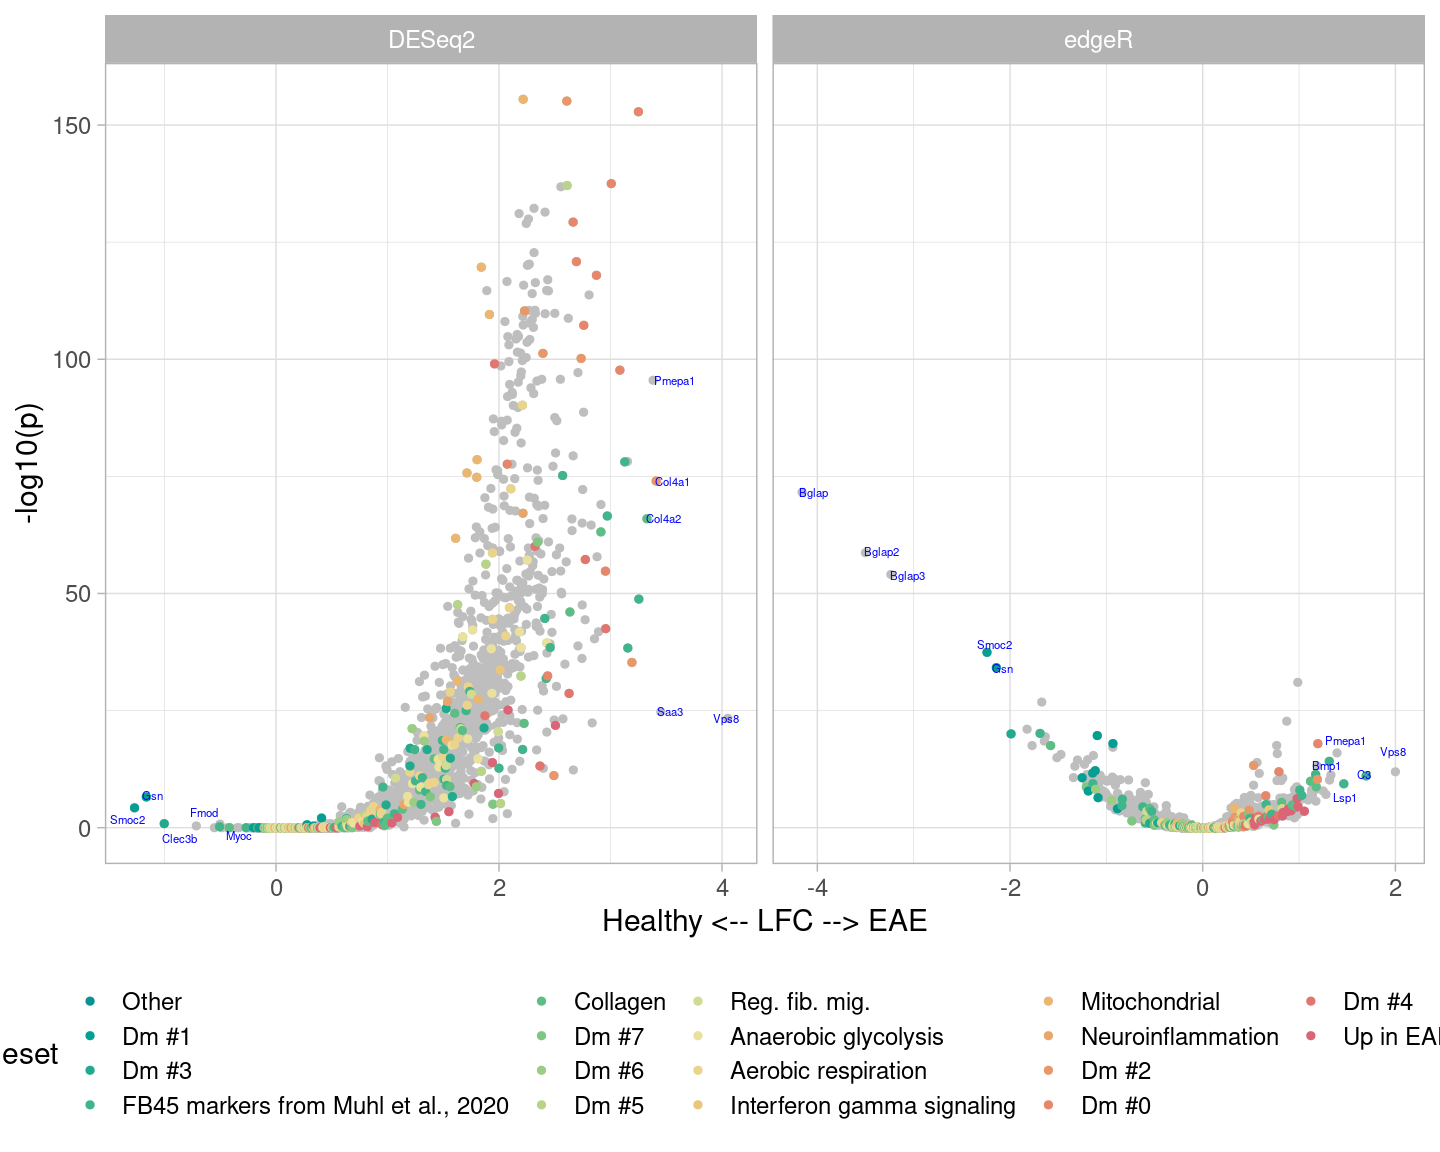 DESeq2
edgeR
150
100
50
0
-log10(p)
Pmepa1
Col4a1
Col4a2
Saa3
Vps8
Gsn
Smoc2
Fmod
Clec3b
Myoc
Bglap
Bglap2
Bglap3
Smoc2
Gsn
Pmepa1
Vps8
Bmp1
C3
Lsp1
0
2
4
-4
-2
0
2
Healthy <-- LFC --> EAE
eset
Other
Dm #1
Dm #3
FB45 markers from Muhl et al., 2020
Collagen
Dm #7
Dm #6
Dm #5
Reg. fib. mig.
Anaerobic glycolysis
Aerobic respiration
Interferon gamma signaling
Mitochondrial
Neuroinflammation
Dm #2
Dm #0
Dm #4
Up in EAE